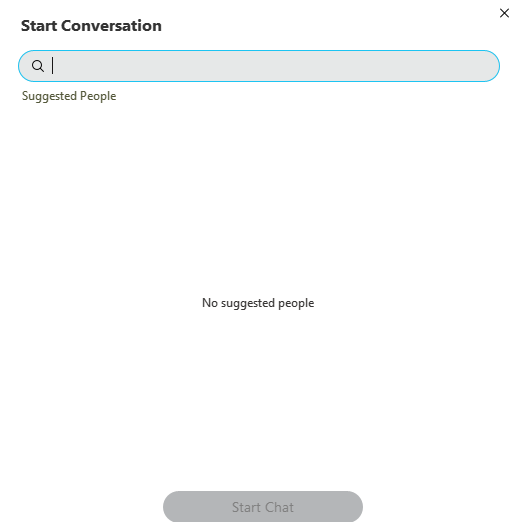 Start Conversation
Suggested People
No suggested people
Start Chat